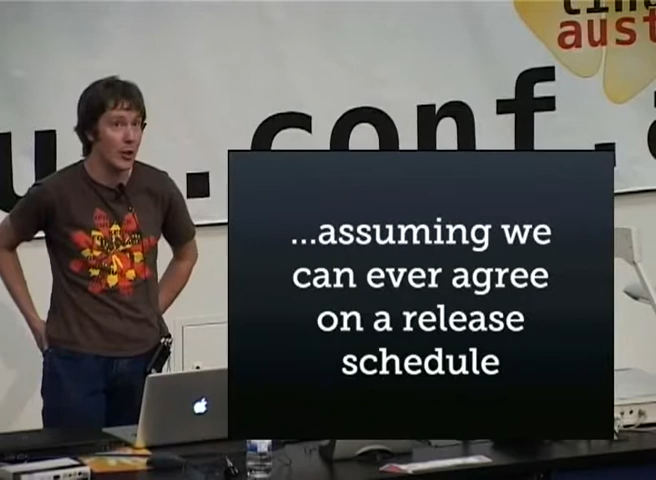 aust
u.conf.a
...assuming we
can ever agree
on a release
schedule